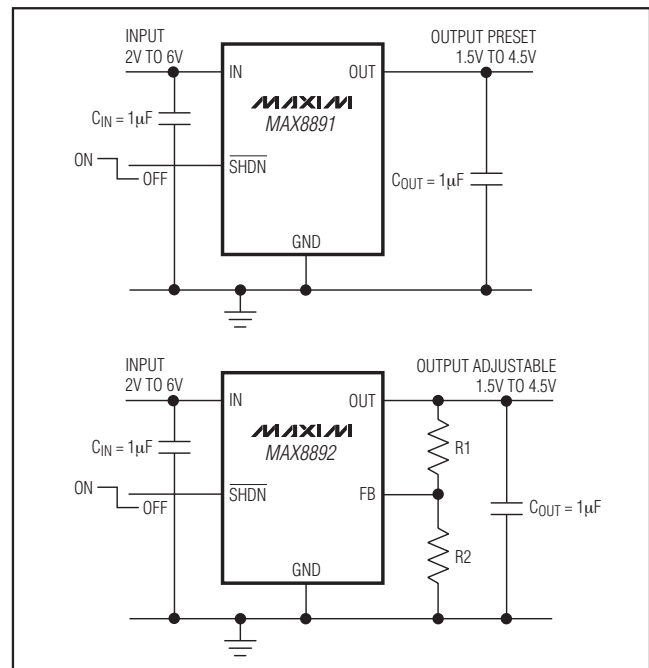 INPUT
2V TO 6V
OUTPUT PRESET
1.5V TO 4.5V
IN
OUT
MAXIM
MAX8891
CIN = 1μF
ON
OFF
SHDN
COUT = 1μF
GND
INPUT
2V TO 6V
OUTPUT ADJUSTABLE
1.5V TO 4.5V
IN
OUT
MAXIM
MAX8892
CIN = 1μF
R1
ON
OFF
SHDN
FB
COUT = 1μF
R2
GND